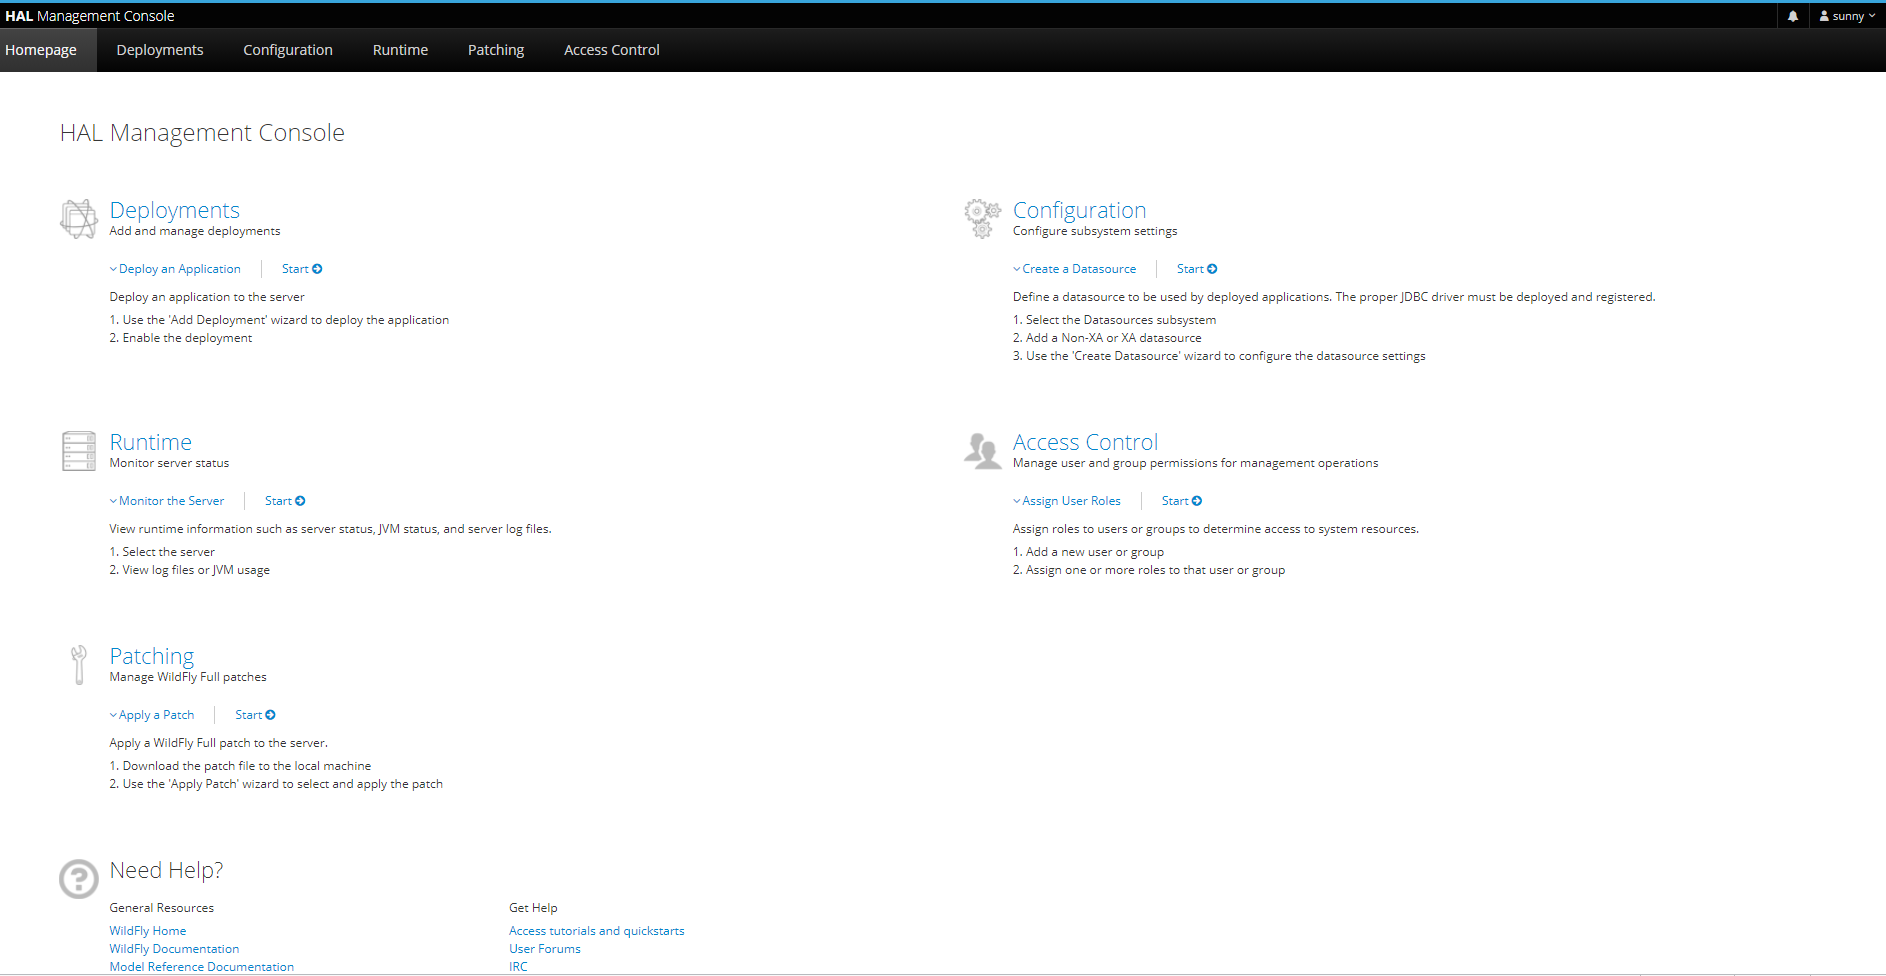 HAL Management Console
sunny
Homepage Deployments Configuration Runtime Patching Access Control
HAL Management Console
Deployments
Add and manage deployments
Deploy an Application Start
Deploy an application to the server
1. Use the 'Add Deployment' wizard to deploy the application
2. Enable the deployment
Configuration
Configure subsystem settings
Create a Datasource Start
Define a datasource to be used by deployed applications. The proper JDBC driver must be deployed and registered.
1. Select the Datasources subsystem
2. Add a Non-XA or XA datasource
3. Use the 'Create Datasource' wizard to configure the datasource settings
Runtime
Monitor server status
Monitor the Server Start
View runtime information such as server status, JVM status, and server log files.
1. Select the server
2. View log files or JVM usage
Access Control
Manage user and group permissions for management operations
Assign User Roles Start
Assign roles to users or groups to determine access to system resources.
1. Add a new user or group
2. Assign one or more roles to that user or group
Patching
Manage WildFly Full patches
Apply a Patch Start
Apply a WildFly Full patch to the server.
1. Download the patch file to the local machine
2. Use the 'Apply Patch' wizard to select and apply the patch
Need Help?
General Resources
WildFly Home
WildFly Documentation
Model Reference Documentation
Get Help
Access tutorials and quickstarts
User Forums
IRC